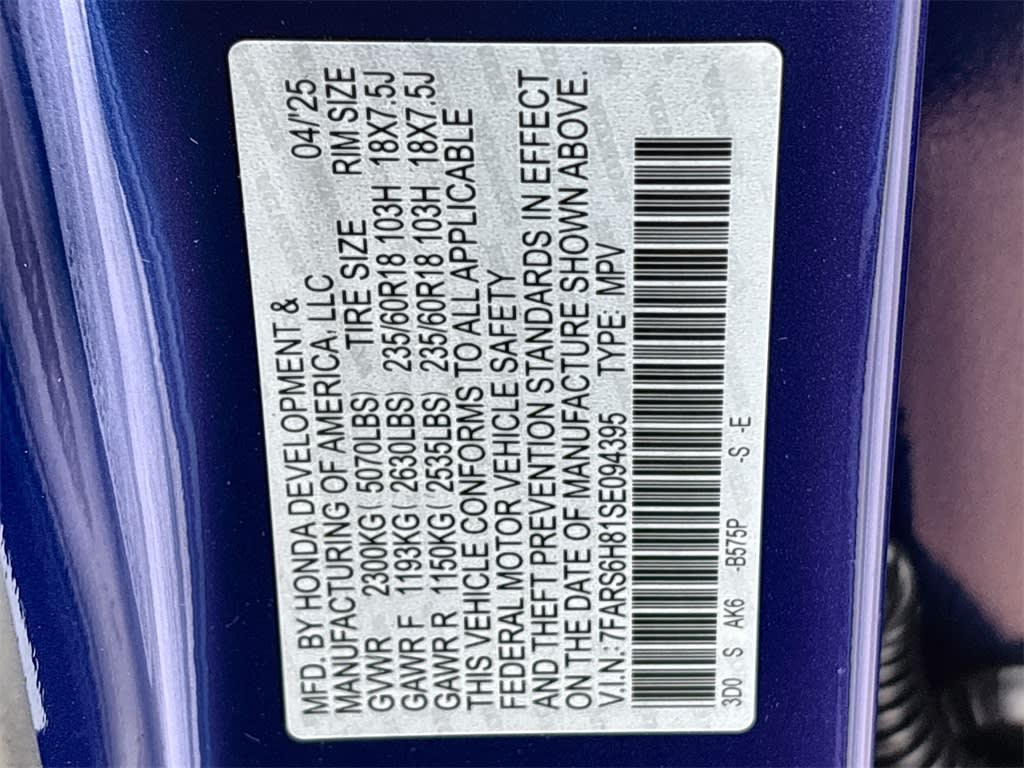 MFD. BY HONDA DEVELOPMENT &
MANUFACTURING OF AMERICA, LLC 04/'25
GVWR 2300KG( 5070LBS) TIRE SIZE RIM SIZE
GAWR F 1193KG( 2630LBS) 235/60R18 103H 18X7.5J
GAWR R 1150KG( 2535LBS) 235/60R18 103H 18X7.5J
THIS VEHICLE CONFORMS TO ALL APPLICABLE
FEDERAL MOTOR VEHICLE SAFETY
AND THEFT PREVENTION STANDARDS IN EFFECT
ON THE DATE OF MANUFACTURE SHOWN ABOVE.
V.I.N.: 7FARS6H81SE094395 TYPE: MPV
3D0 S AK6 -B575P -S -E